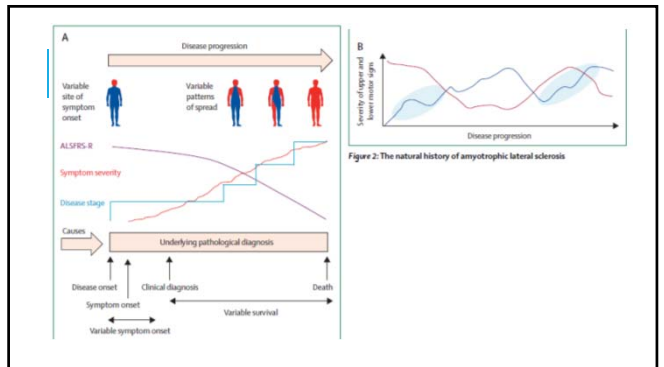 A
Disease progression
Variable
site of
symptom
onset
Variable
patterns
of spread
ALSFRS-R
Symptom severity
Disease stage
Causes
Underlying pathological diagnosis
Disease onset
Clinical diagnosis
Death
Symptom onset
Variable survival
Variable symptom onset
B
Severity of upper and
lower motor signs
Disease progression
Figure 2: The natural history of amyotrophic lateral sclerosis